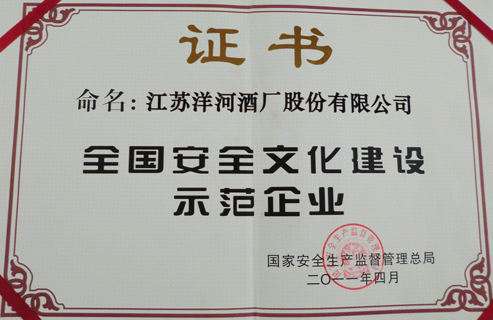 证书
命名：江苏洋河酒厂股份有限公司
全国安全文化建设
示范企业
国家安全生产监督管理总局
二〇一一年四月